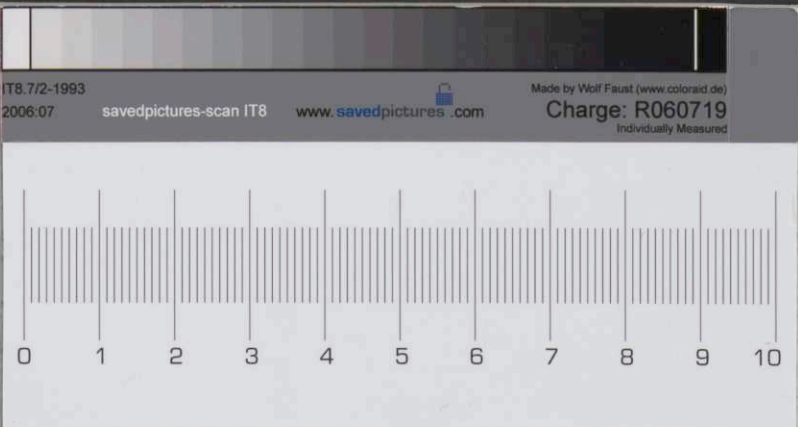 IT8.7/2-1993
2006:07
savedpictures-scan IT8
www.savedpictures.com
Made by Wolf Faust (www.coloraid.de)
Charge: R060719
Individually Measured
0 1 2 3 4 5 6 7 8 9 10